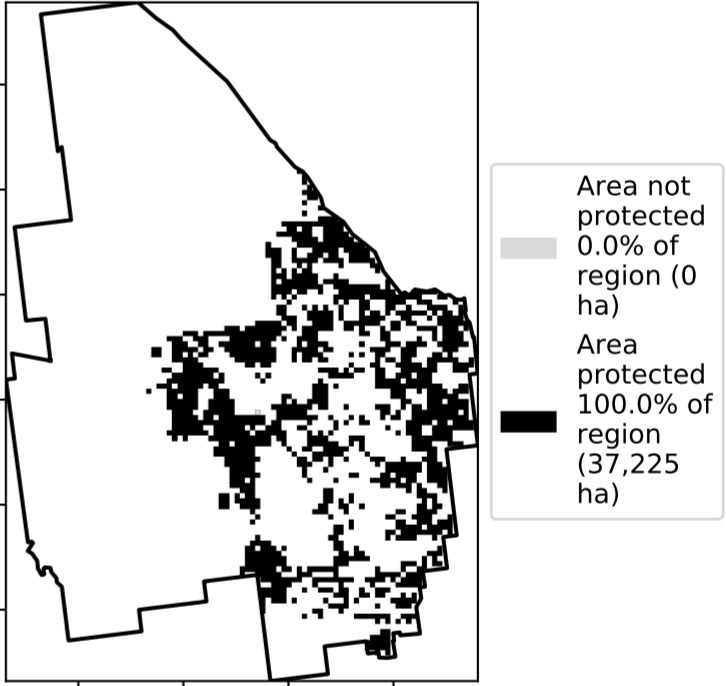 Area not
protected
0.0% of
region (0
ha)
Area
protected
100.0% of
region
(37,225
ha)